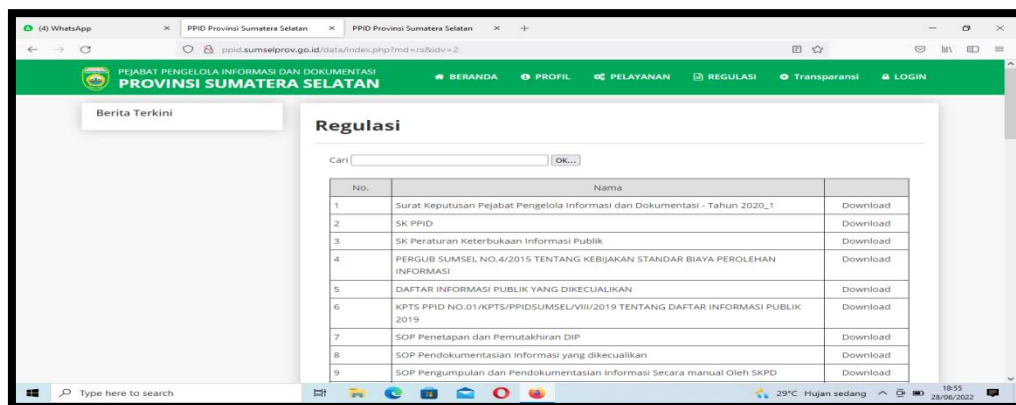 (4) WhatsApp
PPID Provinsi Sumatera Selatan
PPID Provinsi Sumatera Selatan
ppid.sumselprov.go.id/data/index.php?md=rs&idv=2
PEJABAT PENGELOLA INFORMASI DAN DOKUMENTASI
PROVINSI SUMATERA SELATAN
BERANDA PROFIL PELAYANAN REGULASI Transparansi LOGIN
Berita Terkini
Regulasi
Cari OK...
No. Nama
1 Surat Keputusan Pejabat Pengelola Informasi dan Dokumentasi - Tahun 2020_1 Download
2 SK PPID Download
3 SK Peraturan Keterbukaan Informasi Publik Download
4 PERGUB SUMSEL NO.4/2015 TENTANG KEBIJAKAN STANDAR BIAYA PEROLEHAN Download
INFORMASI
5 DAFTAR INFORMASI PUBLIK YANG DIKECUALIKAN Download
6 KPTS PPID NO.01/KPTS/PPIDSUMSEL/VIII/2019 TENTANG DAFTAR INFORMASI PUBLIK Download
2019
7 SOP Penetapan dan Pemutakhiran DIP Download
8 SOP Pendokumentasian Informasi yang dikecualikan Download
9 SOP Pengumpulan dan Pendokumentasian Informasi Secara manual Oleh SKPD Download
Type here to search
29°C Hujan sedang
18:55
28/06/2022